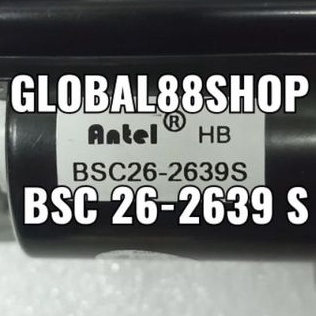 GLOBAL88SHOP
Antel® HB
BSC26-2639S
BSC 26-2639 S